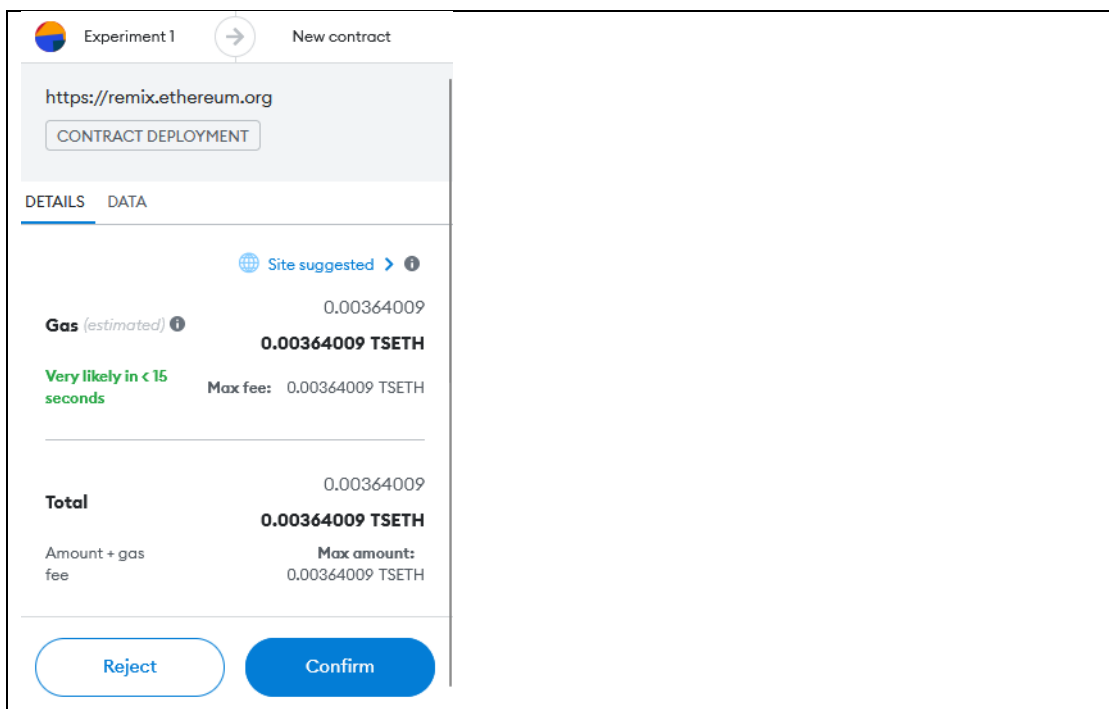 Experiment 1 New contract
https://remix.ethereum.org
CONTRACT DEPLOYMENT
DETAILS DATA
Site suggested >
0.00364009
Gas (estimated)
0.00364009 TSETH
Very likely in < 15
seconds
Max fee: 0.00364009 TSETH
0.00364009
Total
0.00364009 TSETH
Amount + gas
fee
Max amount:
0.00364009 TSETH
Reject Confirm